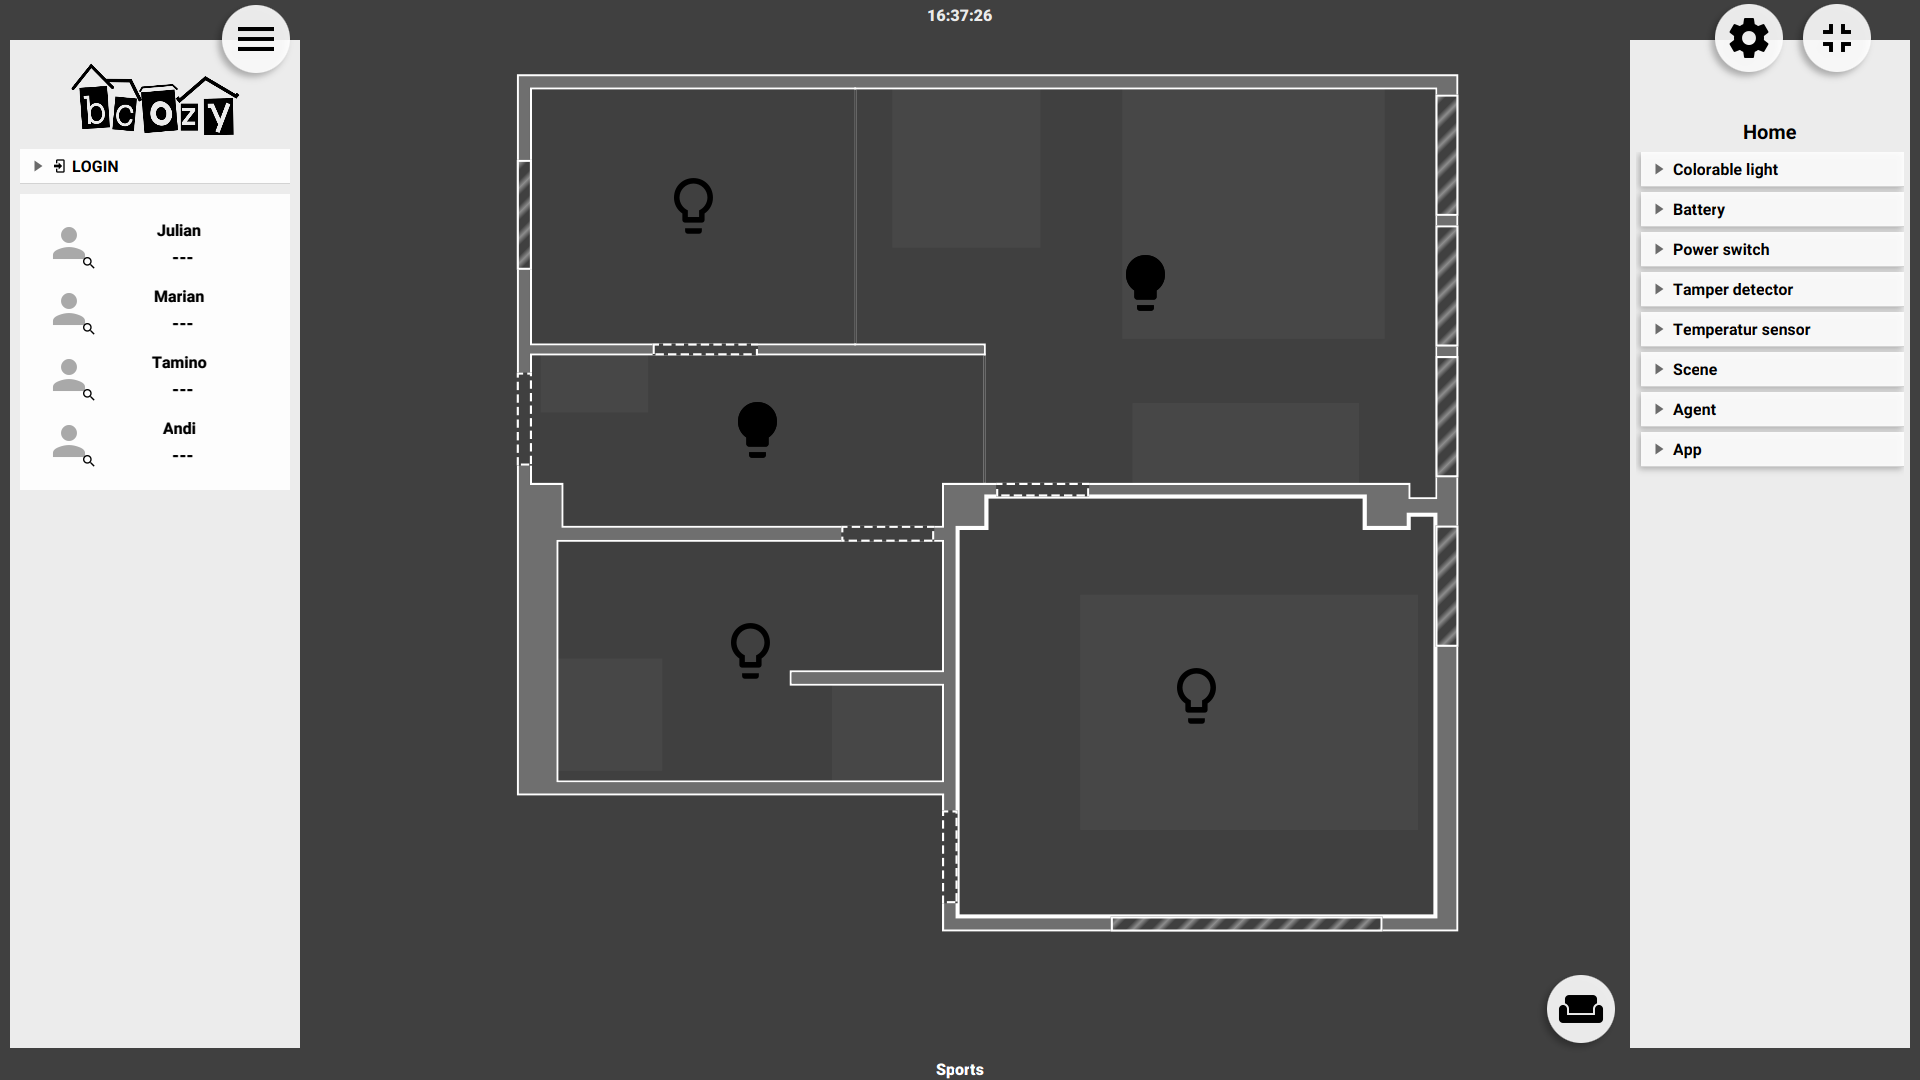 16:37:26
bcozy
LOGIN
Julian
---
Marian
---
Tamino
---
Andi
---
Home
Colorable light
Battery
Power switch
Tamper detector
Temperatur sensor
Scene
Agent
App
Sports